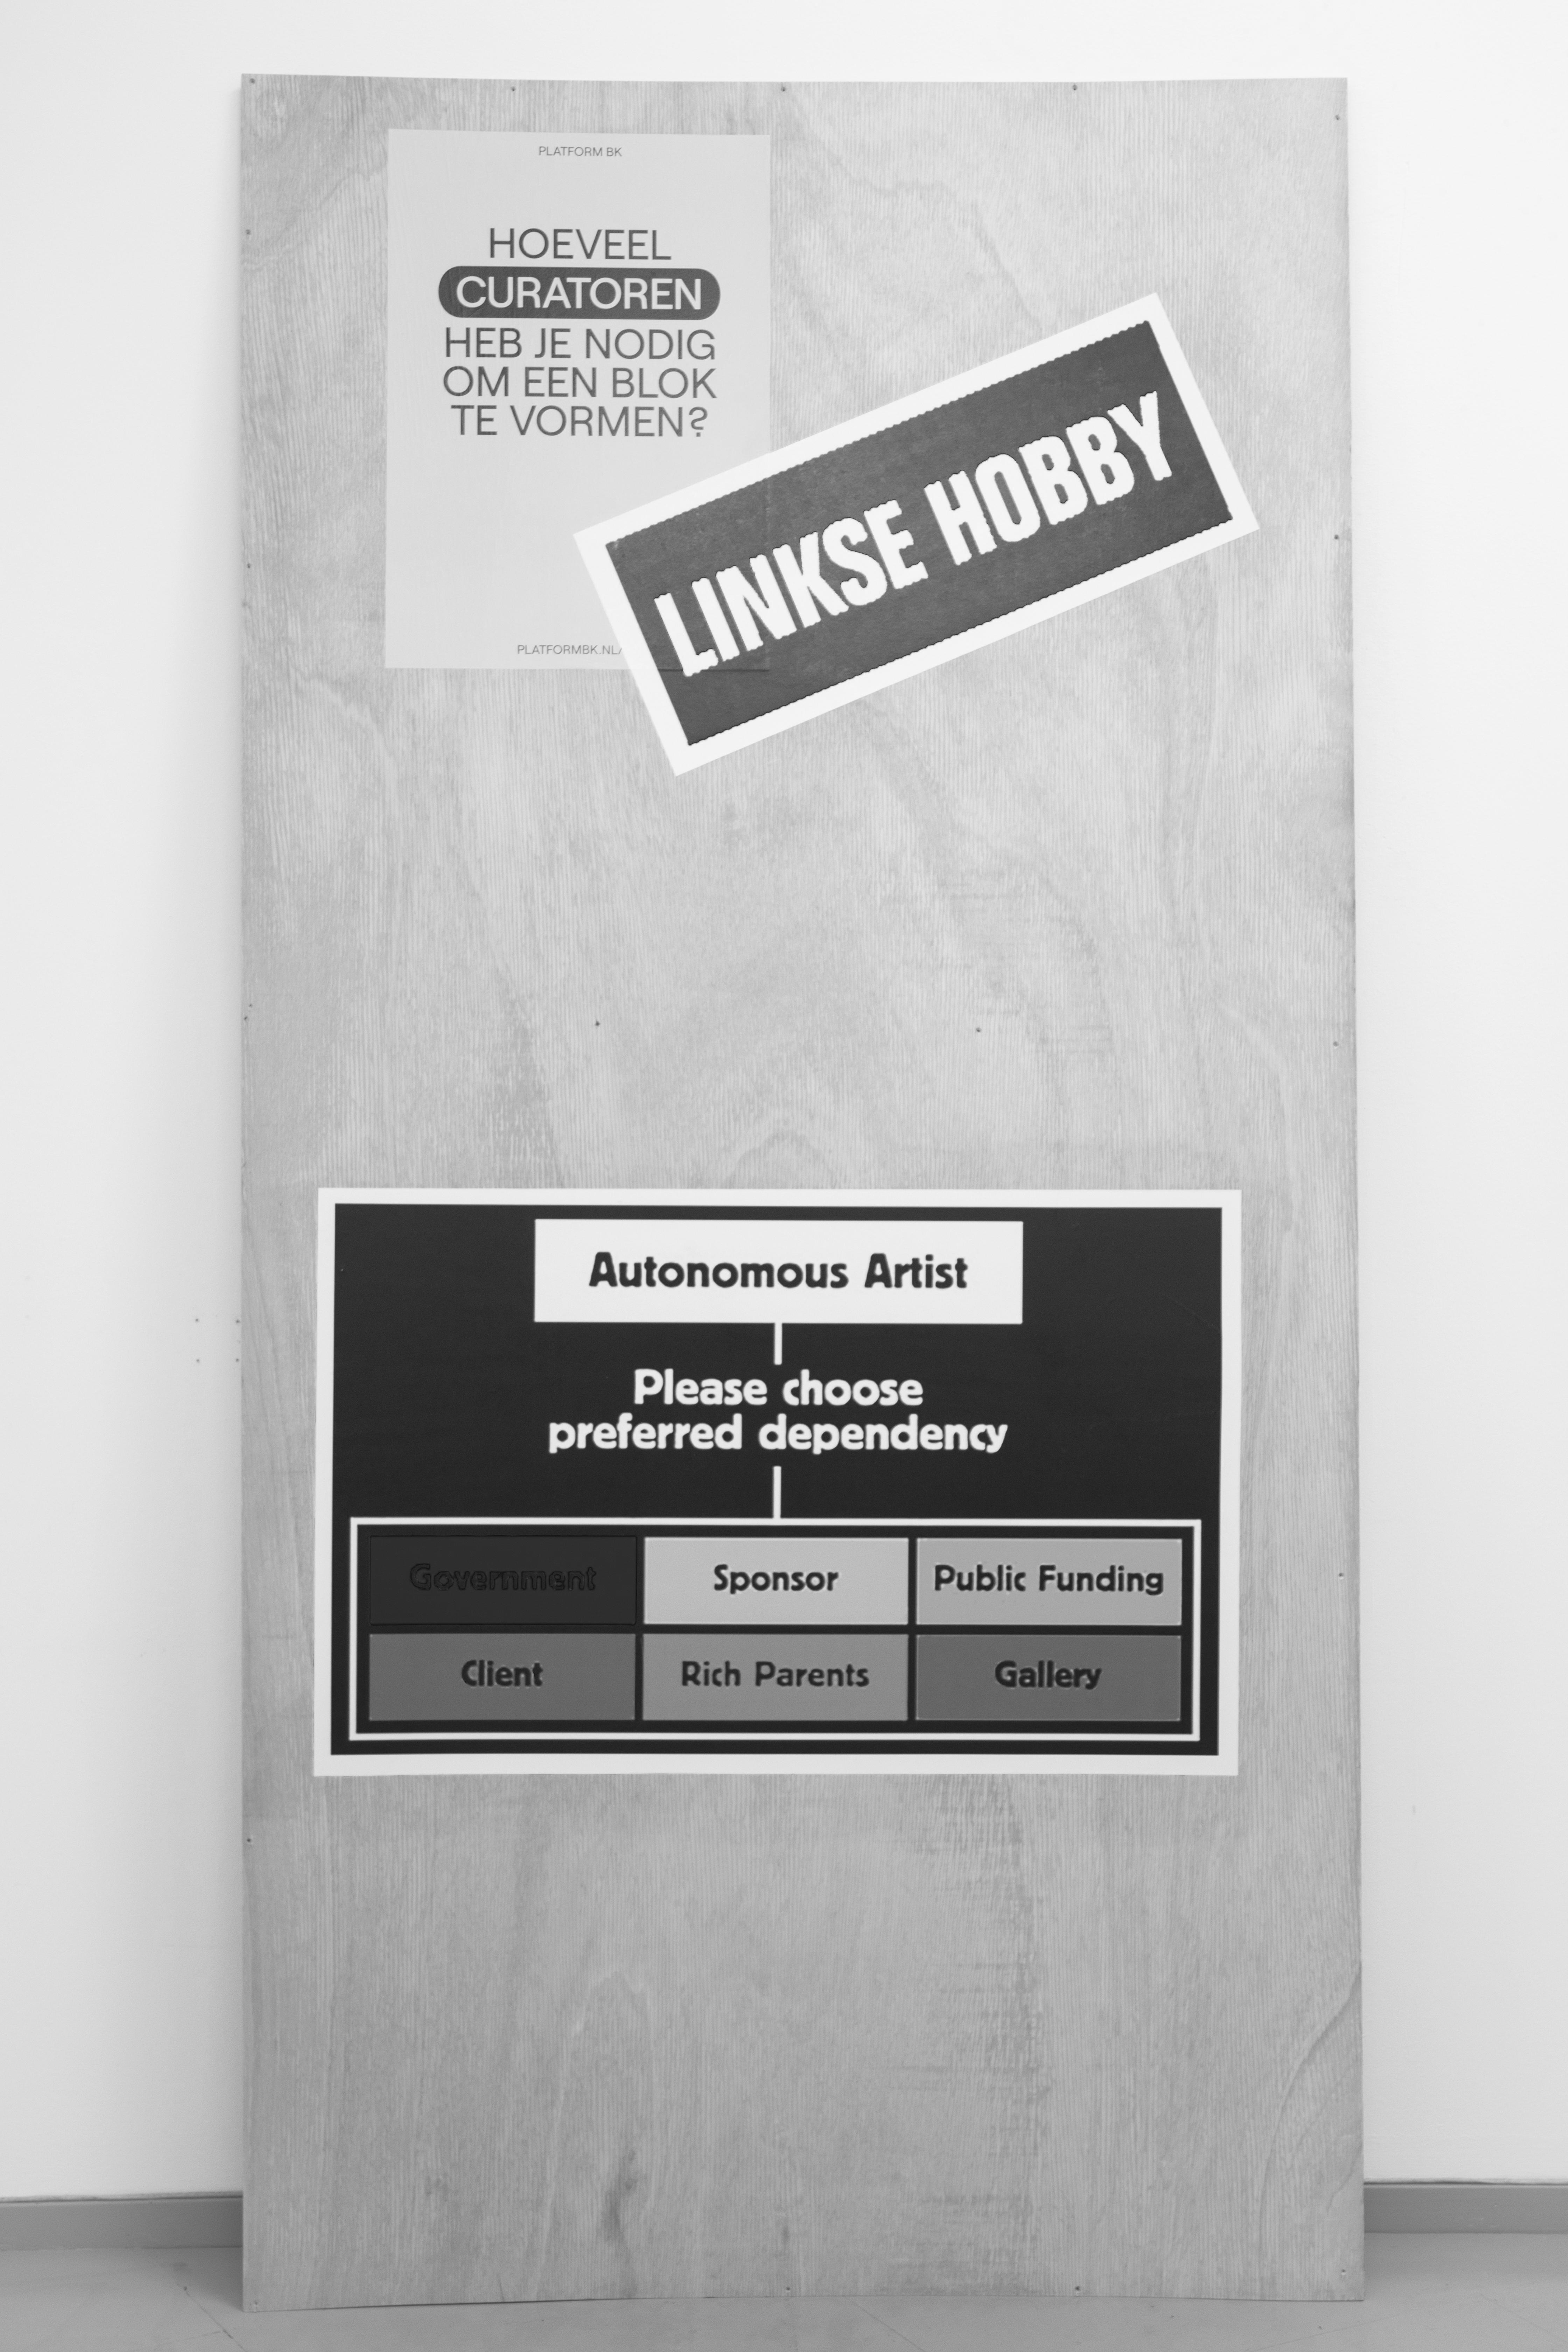 PLATFORM BK
HOEVEEL
CURATOREN
HEB JE NODIG
OM EEN BLOK
TE VORMEN?
PLATFORMBK.NL
LINKSE HOBBY
Autonomous Artist
Please choose
preferred dependency
Government
Sponsor
Public Funding
Client
Rich Parents
Gallery